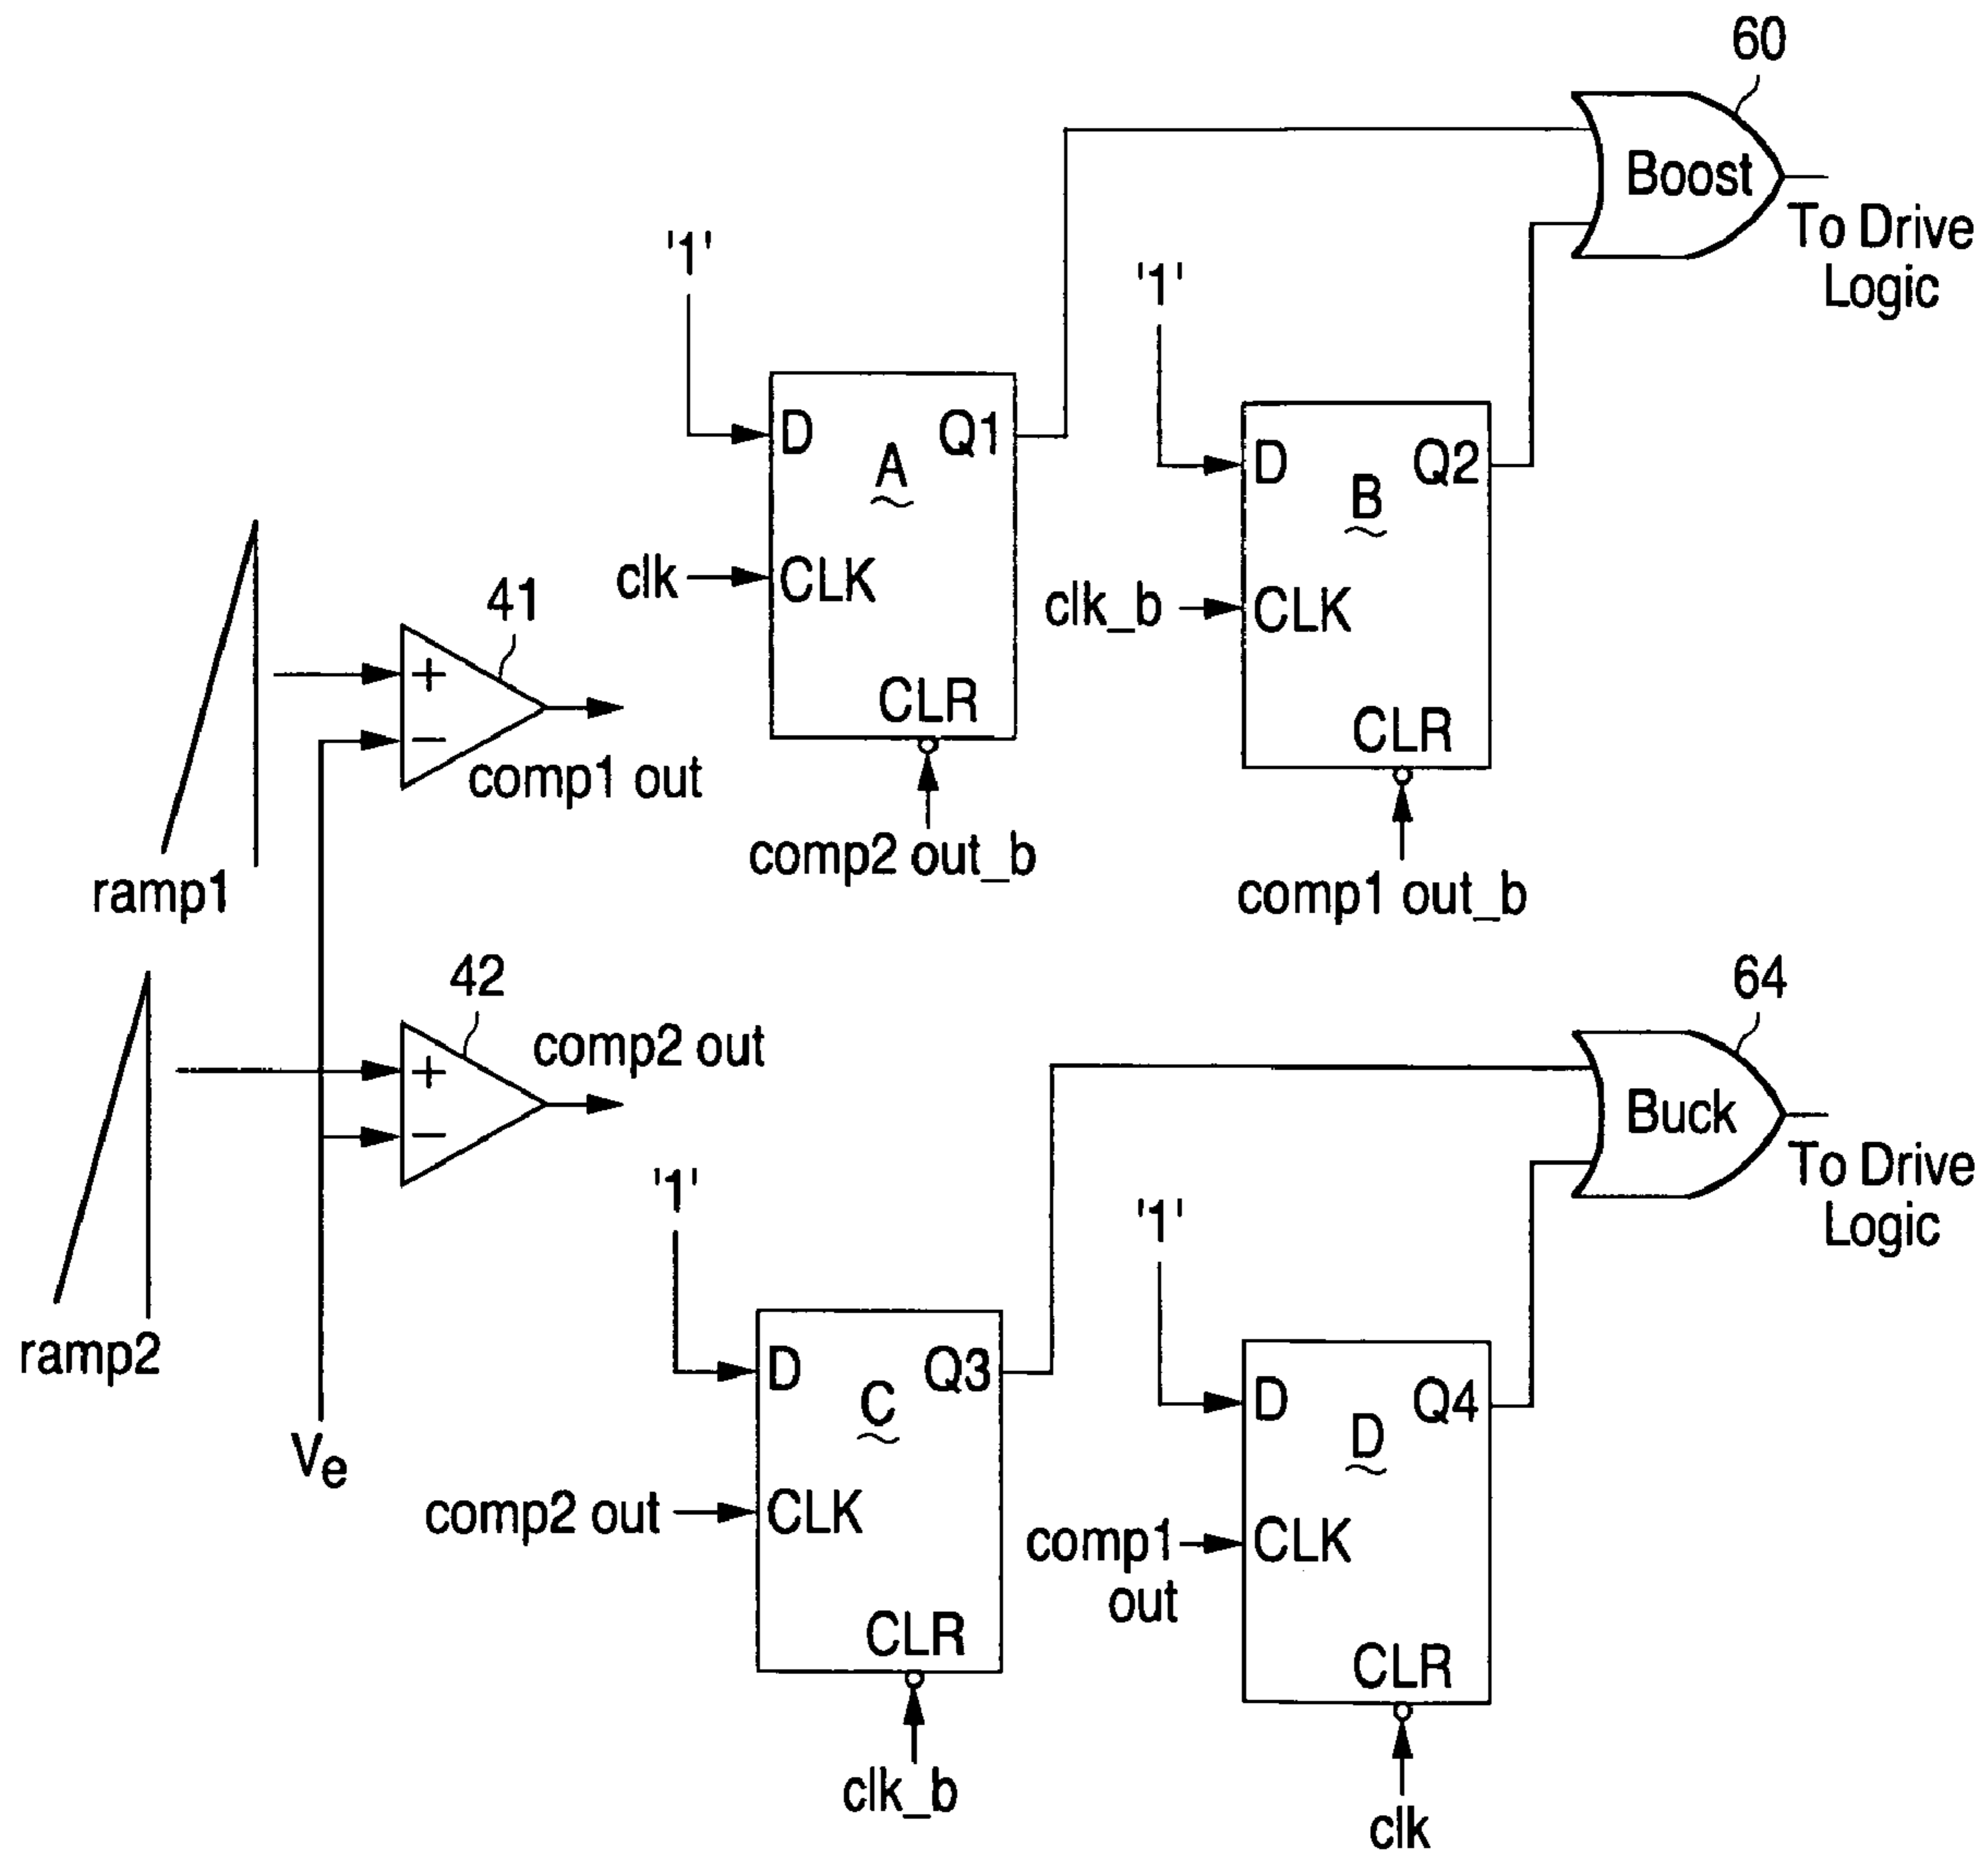 60
Boost
To Drive
Logic
'1'
'1'
D
Q1
A
CLK
CLR
clk
comp2 out_b
D
Q2
B
CLK
CLR
clk_b
comp1 out_b
41
+
−
comp1 out
ramp1
42
+
−
comp2 out
ramp2
Ve
64
Buck
To Drive
Logic
'1'
'1'
D
Q3
C
CLK
CLR
comp2 out
clk_b
D
Q4
D
CLK
CLR
comp1
out
clk